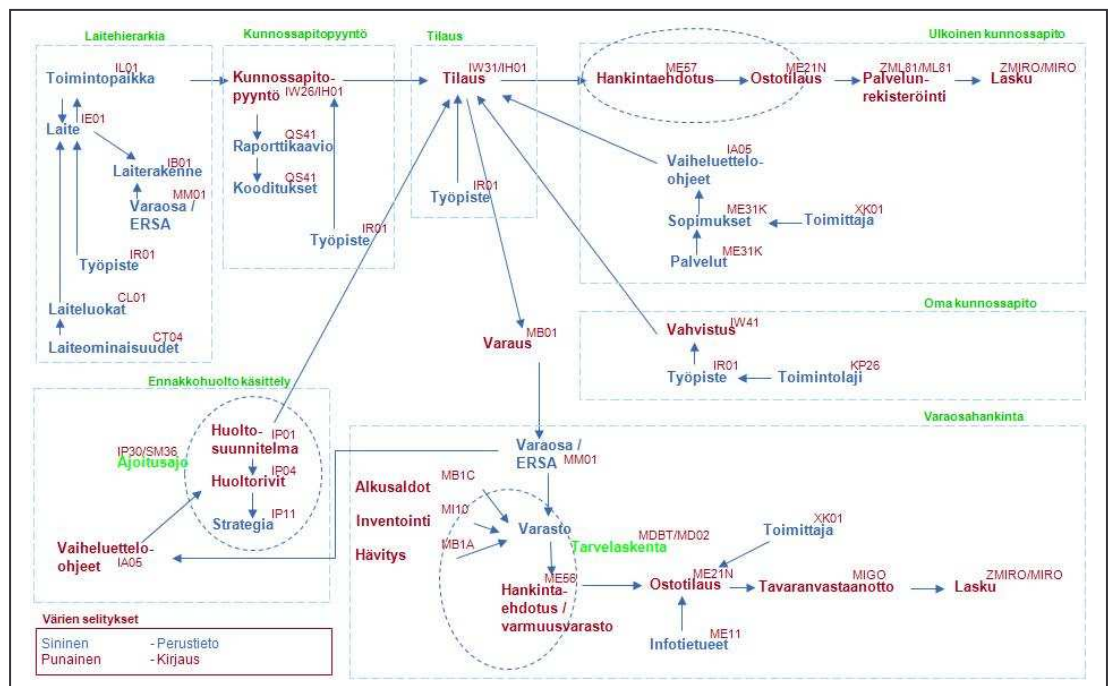 Laitehierarkia
IL01
Toimintopaikka
IE01
Laite
IB01
Laiterakenne
MM01
Varaosa /
ERSA
IR01
Työpiste
CL01
Laiteluokat
CT04
Laiteominaisuudet
Kunnossapitopyyntö
Kunnossapito-
pyyntö
IW26/IH01
QS41
Raporttikaavio
QS41
Kooditukset
IR01
Työpiste
Tilaus
IW31/IH01
Tilaus
IR01
Työpiste
Ulkoinen kunnossapito
ME57
Hankintaehdotus
ME21N
Ostotilaus
ZML81/ML81
Palvelun-
rekisteröinti
ZMIRO/MIRO
Lasku
IA05
Vaiheluettelo-
ohjeet
ME31K
Sopimukset
XK01
Toimittaja
ME31K
Palvelut
Oma kunnossapito
Vahvistus
IW41
IR01
Työpiste
KP26
Toimintolaji
MB01
Varaus
Ennakkohuolto käsittely
IP30/SM36
Ajoitusajo
Huolto-
IP01
suunnitelma
IP04
Huoltorivit
IP11
Strategia
Vaiheluettelo-
ohjeet
IA05
Varaosahankinta
Varaosa /
ERSA
MM01
MB1C
Alkusaldot
MI10
Inventointi
MB1A
Hävitys
Varasto
MDBT/MD02
Tarvelaskenta
XK01
Toimittaja
ME56
Hankinta-
ehdotus /
varmuusvarasto
ME21N
Ostotilaus
MIGO
Tavaranvastaanotto
ZMIRO/MIRO
Lasku
ME11
Infotietueet
Värien selitykset
Sininen - Perustieto
Punainen - Kirjaus